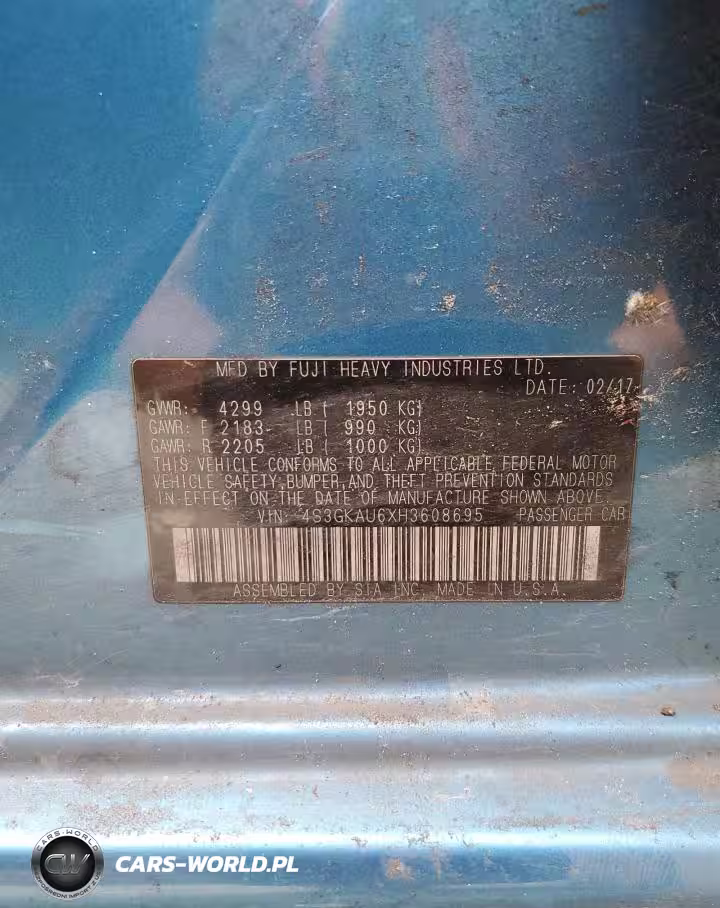 MFD BY FUJI HEAVY INDUSTRIES LTD.
DATE: 02/17
GVWR: 4299 LB ( 1950 KG)
GAWR: F 2183 LB ( 990 KG)
GAWR: R 2205 LB ( 1000 KG)
THIS VEHICLE CONFORMS TO ALL APPLICABLE FEDERAL MOTOR
VEHICLE SAFETY, BUMPER, AND THEFT PREVENTION STANDARDS
IN EFFECT ON THE DATE OF MANUFACTURE SHOWN ABOVE.
VIN: 4S3GKAU6XH3608695 PASSENGER CAR
ASSEMBLED BY SIA INC. MADE IN U.S.A.
CARS-WORLD
CW
CARS-WORLD.PL